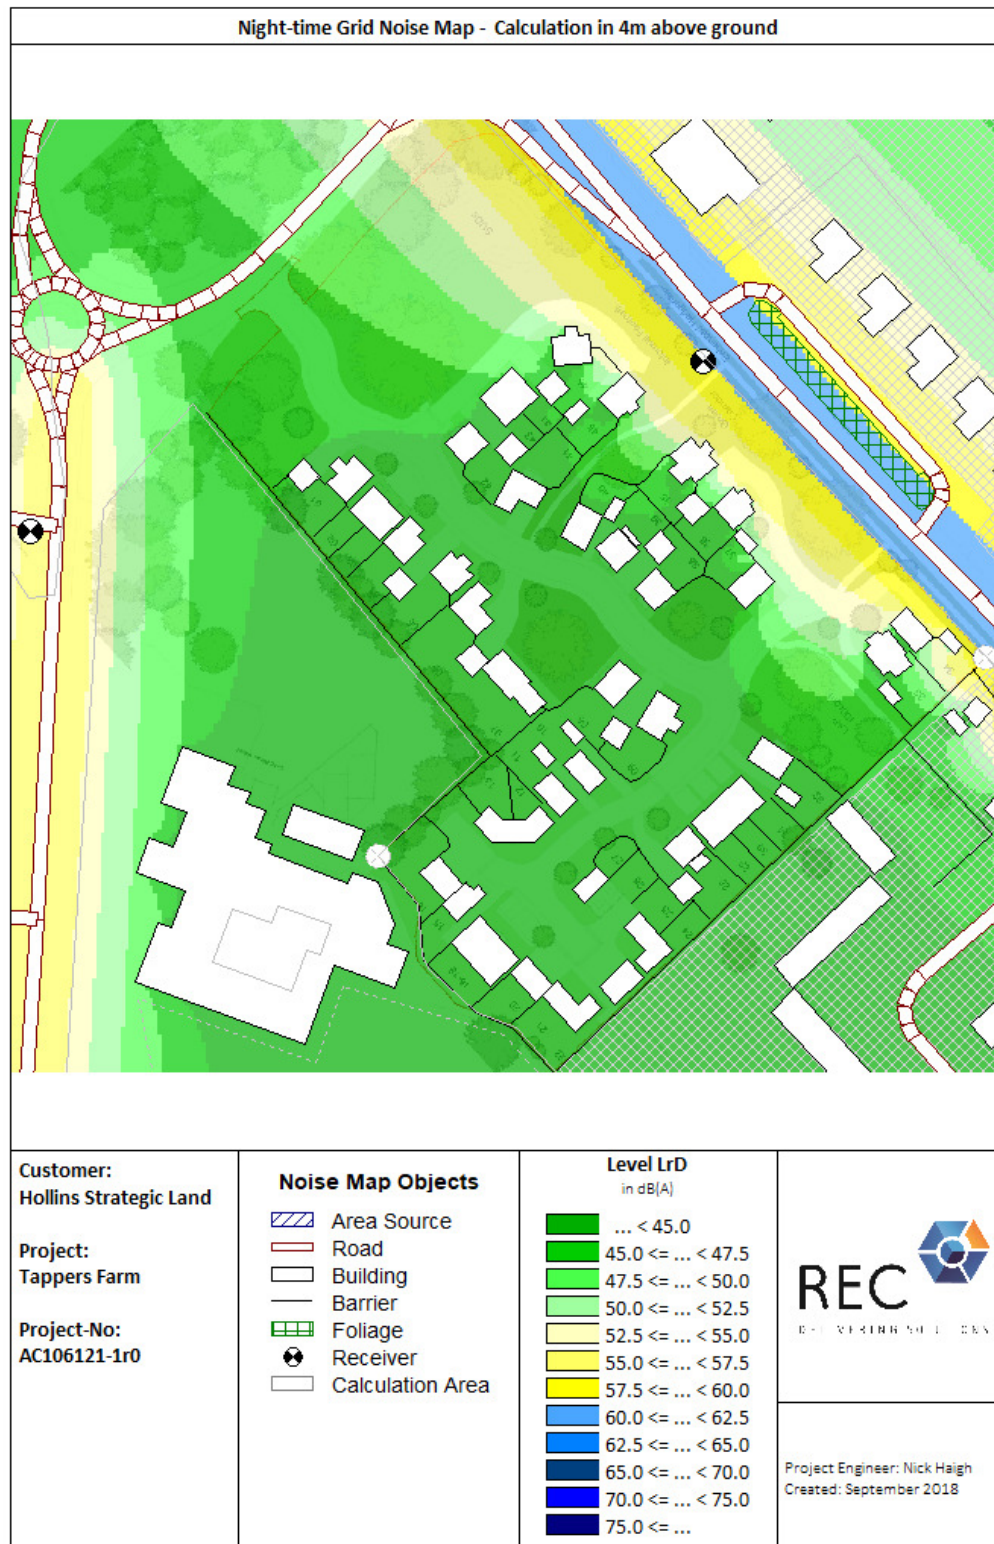 Night-time Grid Noise Map - Calculation in 4m above ground
Customer:
Hollins Strategic Land
Project:
Tappers Farm
Project-No:
AC106121-1r0
Noise Map Objects
Area Source
Road
Building
Barrier
Foliage
Receiver
Calculation Area
Level LrD
in dB(A)
... < 45.0
45.0 <= ... < 47.5
47.5 <= ... < 50.0
50.0 <= ... < 52.5
52.5 <= ... < 55.0
55.0 <= ... < 57.5
57.5 <= ... < 60.0
60.0 <= ... < 62.5
62.5 <= ... < 65.0
65.0 <= ... < 70.0
70.0 <= ... < 75.0
75.0 <= ...
REC
Project Engineer: Nick Haigh
Created: September 2018